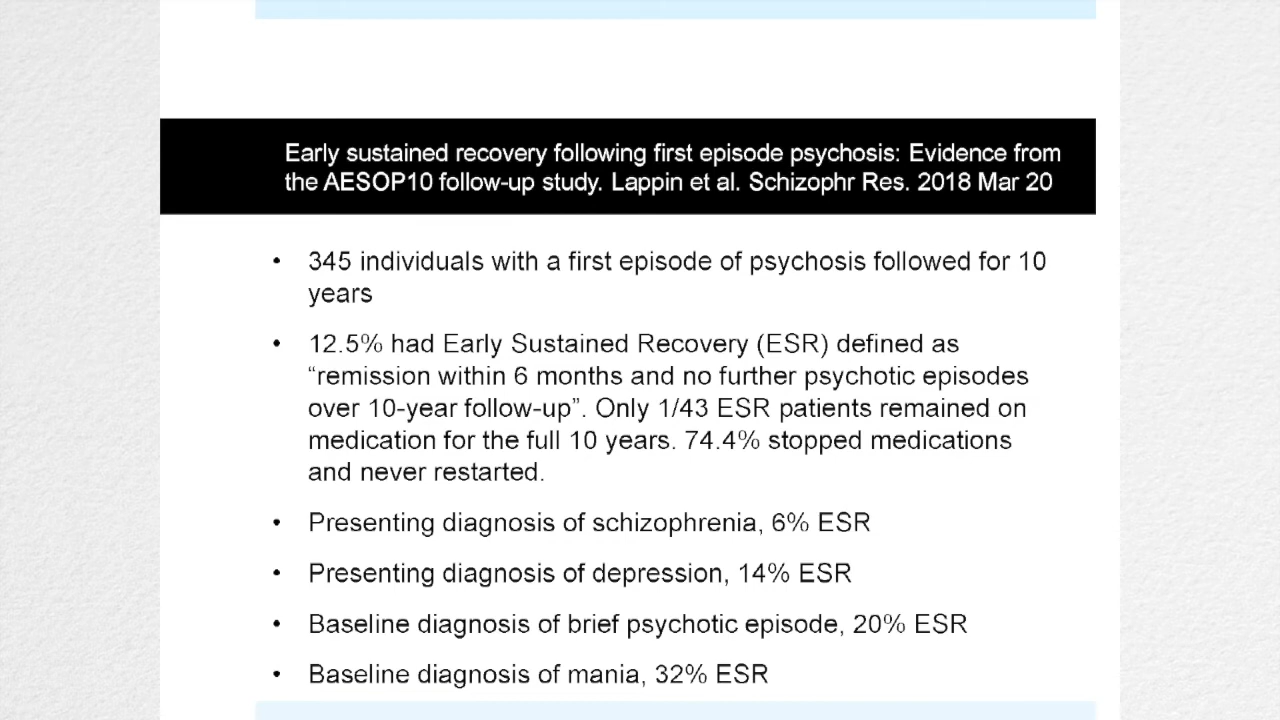 Early sustained recovery following first episode psychosis: Evidence from
the AESOP10 follow-up study. Lappin et al. Schizophr Res. 2018 Mar 20
• 345 individuals with a first episode of psychosis followed for 10
years
• 12.5% had Early Sustained Recovery (ESR) defined as
“remission within 6 months and no further psychotic episodes
over 10-year follow-up”. Only 1/43 ESR patients remained on
medication for the full 10 years. 74.4% stopped medications
and never restarted.
• Presenting diagnosis of schizophrenia, 6% ESR
• Presenting diagnosis of depression, 14% ESR
• Baseline diagnosis of brief psychotic episode, 20% ESR
• Baseline diagnosis of mania, 32% ESR